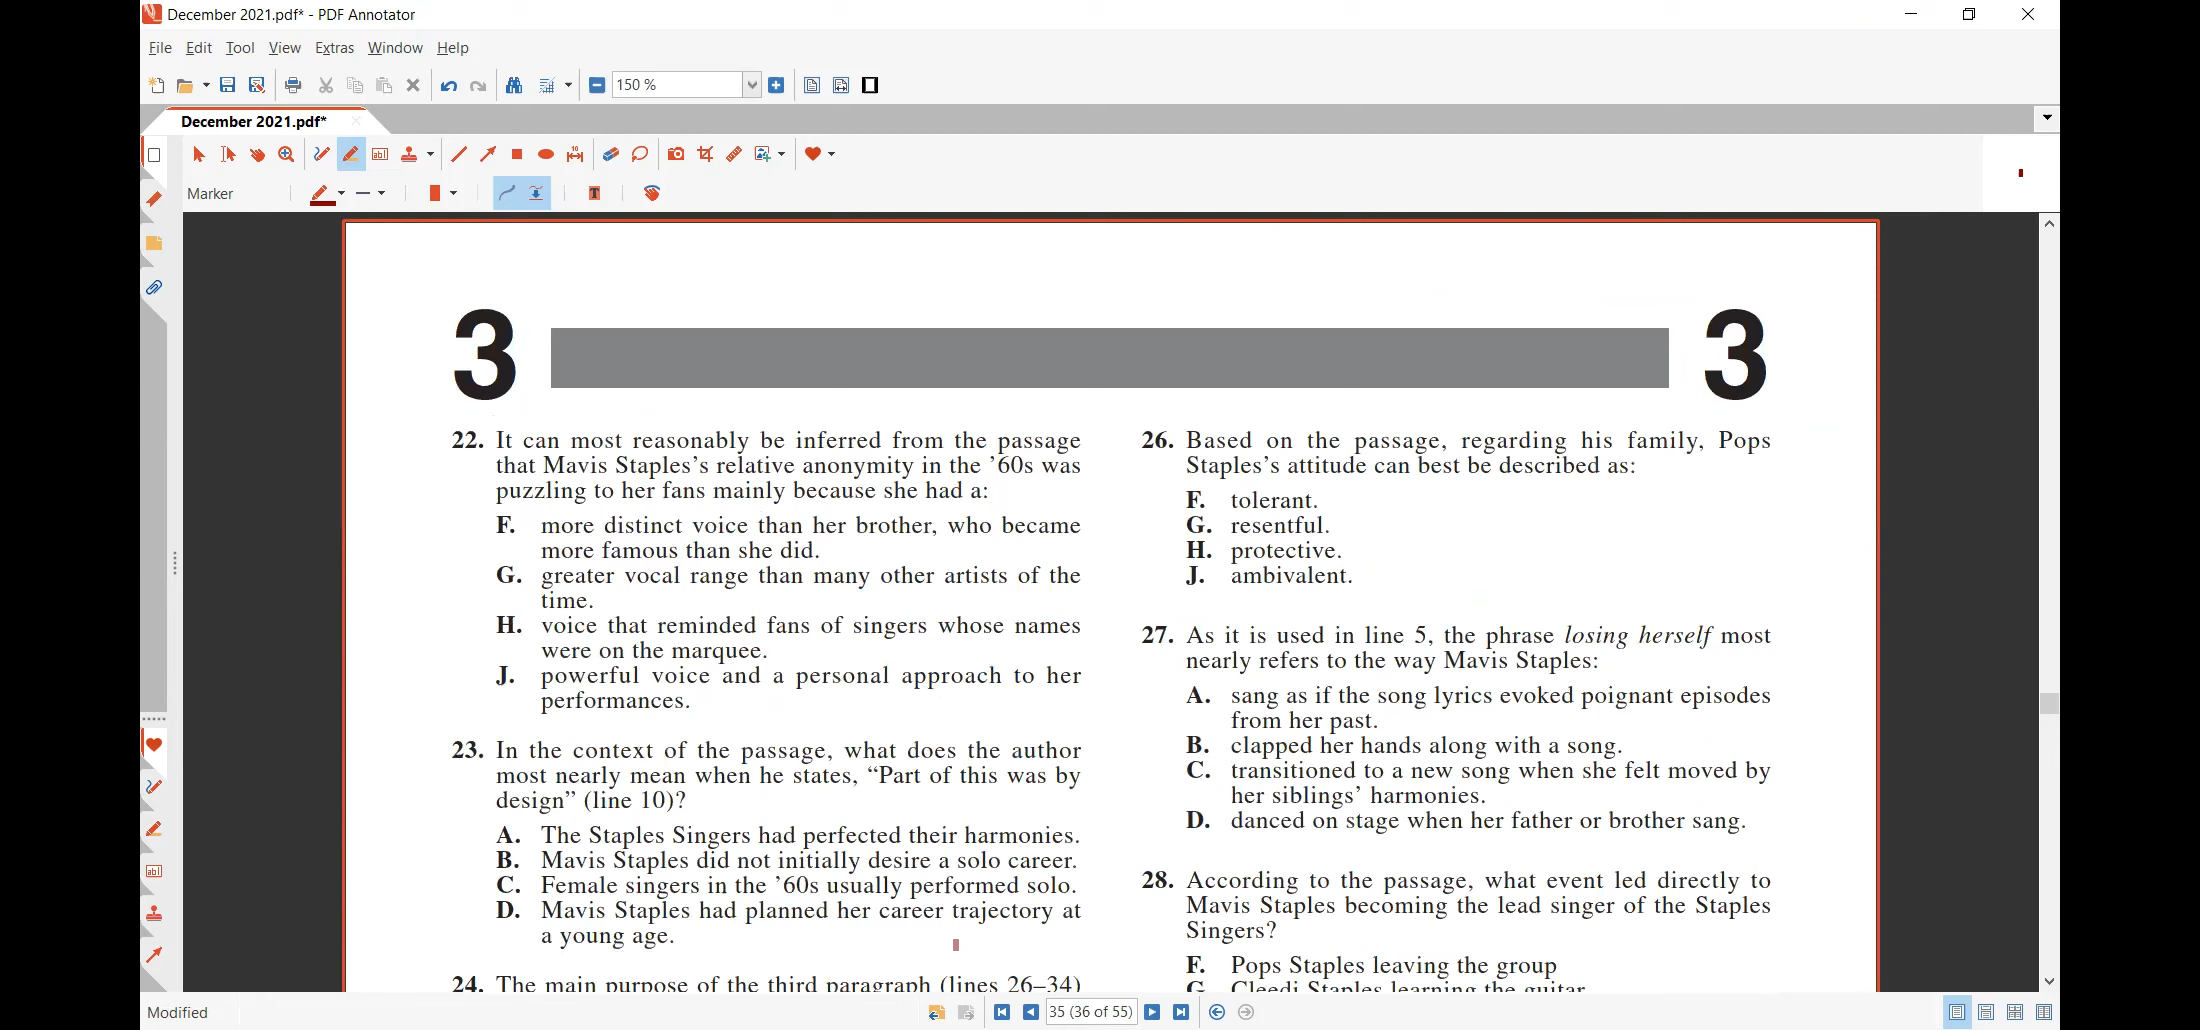 December 2021.pdf* - PDF Annotator
File Edit Tool View Extras Window Help
150 %
December 2021.pdf*
Marker
3 3
22. It can most reasonably be inferred from the passage
that Mavis Staples’s relative anonymity in the ’60s was
puzzling to her fans mainly because she had a:
F. more distinct voice than her brother, who became
more famous than she did.
G. greater vocal range than many other artists of the
time.
H. voice that reminded fans of singers whose names
were on the marquee.
J. powerful voice and a personal approach to her
performances.
23. In the context of the passage, what does the author
most nearly mean when he states, “Part of this was by
design” (line 10)?
A. The Staples Singers had perfected their harmonies.
B. Mavis Staples did not initially desire a solo career.
C. Female singers in the ’60s usually performed solo.
D. Mavis Staples had planned her career trajectory at
a young age.
24. The main purpose of the third paragraph (lines 26–34)
26. Based on the passage, regarding his family, Pops
Staples’s attitude can best be described as:
F. tolerant.
G. resentful.
H. protective.
J. ambivalent.
27. As it is used in line 5, the phrase losing herself most
nearly refers to the way Mavis Staples:
A. sang as if the song lyrics evoked poignant episodes
from her past.
B. clapped her hands along with a song.
C. transitioned to a new song when she felt moved by
her siblings’ harmonies.
D. danced on stage when her father or brother sang.
28. According to the passage, what event led directly to
Mavis Staples becoming the lead singer of the Staples
Singers?
F. Pops Staples leaving the group
G. Cleedi Staples learning the guitar
Modified
35 (36 of 55)